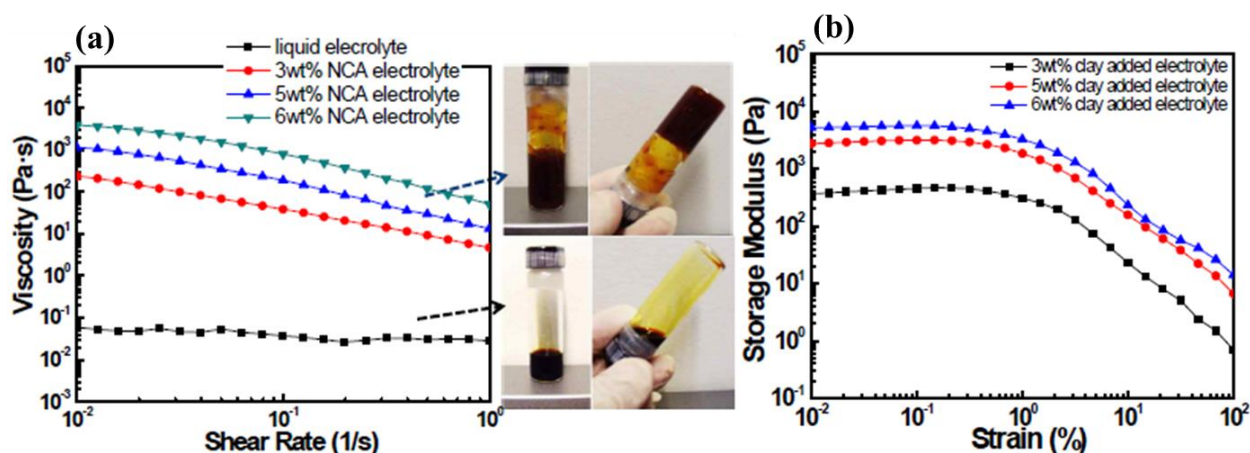 (a)
liquid elecrolyte
3wt% NCA electrolyte
5wt% NCA electrolyte
6wt% NCA electrolyte
Viscosity (Pa·s)
10^5
10^4
10^3
10^2
10^1
10^0
10^-1
10^-2
10^-3
10^-2
10^-1
10^0
Shear Rate (1/s)
(b)
3wt% clay added electrolyte
5wt% clay added electrolyte
6wt% clay added electrolyte
Storage Modulus (Pa)
10^5
10^4
10^3
10^2
10^1
10^0
10^-1
10^-2
10^-1
10^0
10^1
10^2
Strain (%)